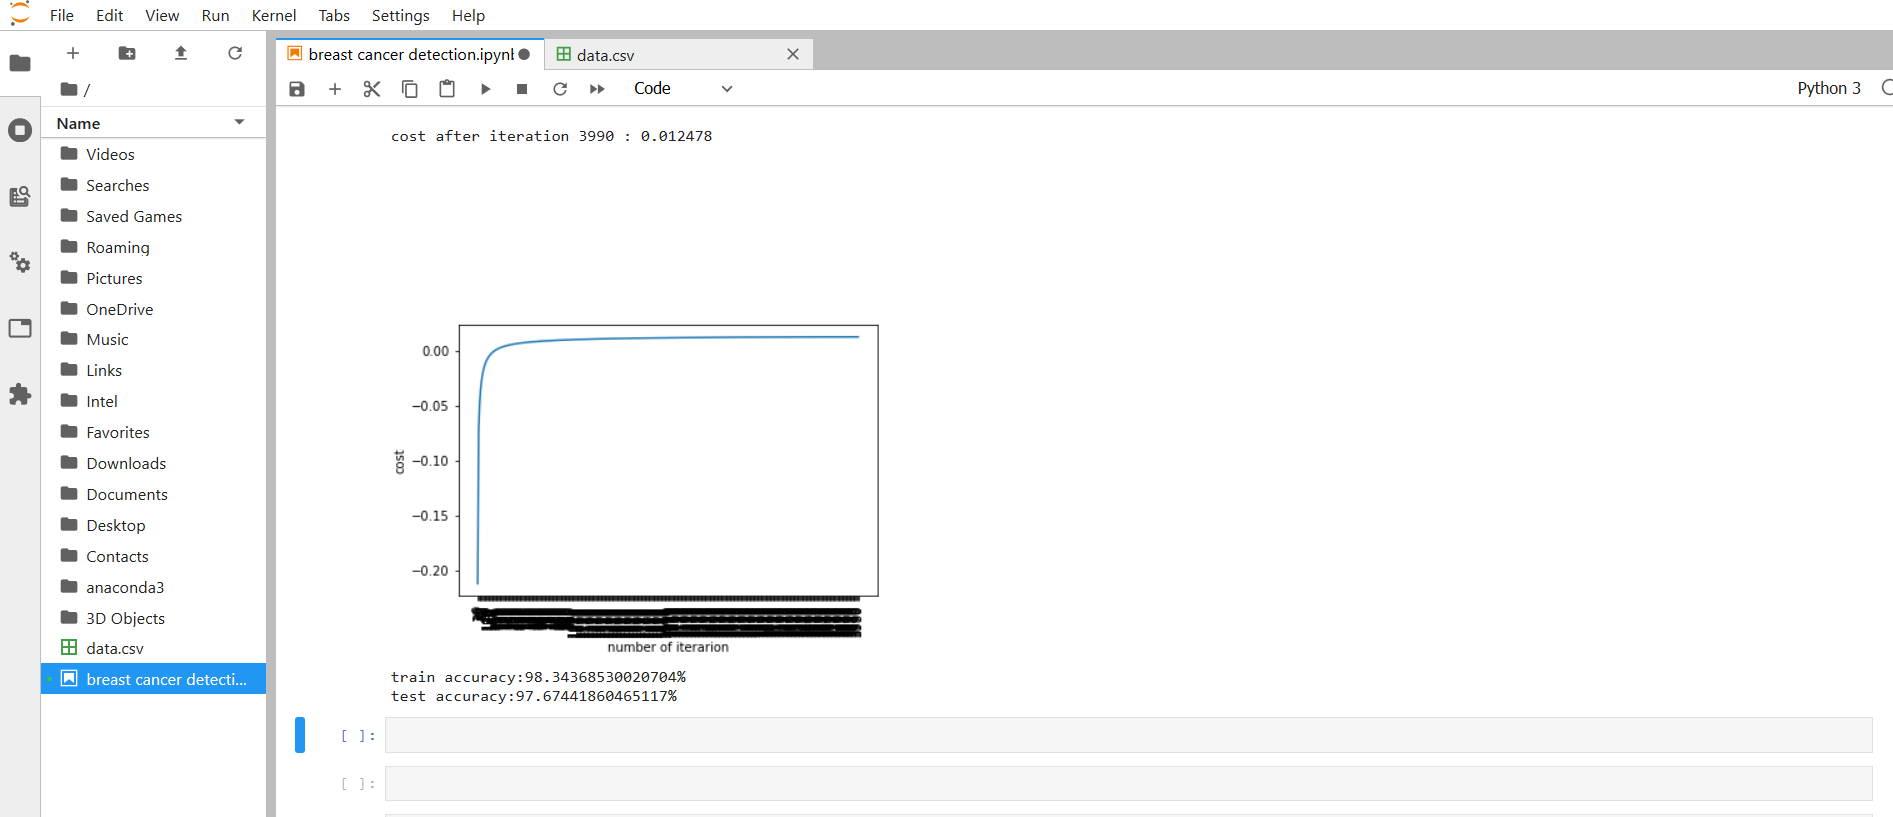 File Edit View Run Kernel Tabs Settings Help
breast cancer detection.ipynb
data.csv
Code
Python 3
/
Name
Videos
Searches
Saved Games
Roaming
Pictures
OneDrive
Music
Links
Intel
Favorites
Downloads
Documents
Desktop
Contacts
anaconda3
3D Objects
data.csv
breast cancer detecti...
cost after iteration 3990 : 0.012478
0.00
−0.05
−0.10
−0.15
−0.20
cost
number of iterarion
train accuracy:98.34368530020704%
test accuracy:97.67441860465117%
[ ]:
[ ]: